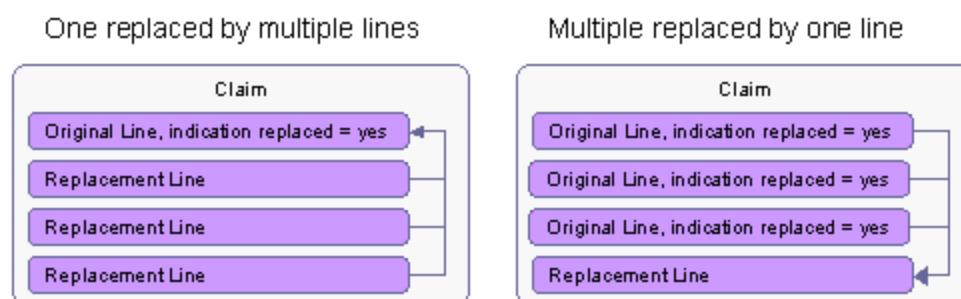 One replaced by multiple lines
Claim
Original Line, indication replaced = yes
Replacement Line
Replacement Line
Replacement Line
Multiple replaced by one line
Claim
Original Line, indication replaced = yes
Original Line, indication replaced = yes
Original Line, indication replaced = yes
Replacement Line